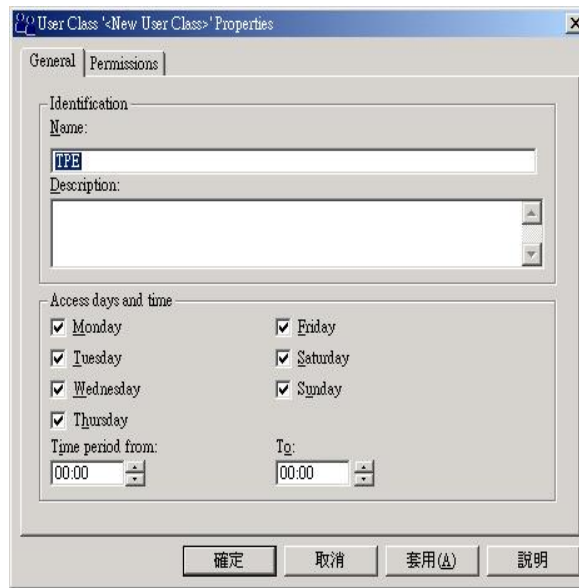 User Class '<New User Class>' Properties
General Permissions
Identification
Name:
TPE
Description:
Access days and time
Monday Friday
Tuesday Saturday
Wednesday Sunday
Thursday
Time period from: To:
00:00 00:00
確定 取消 套用(A) 說明